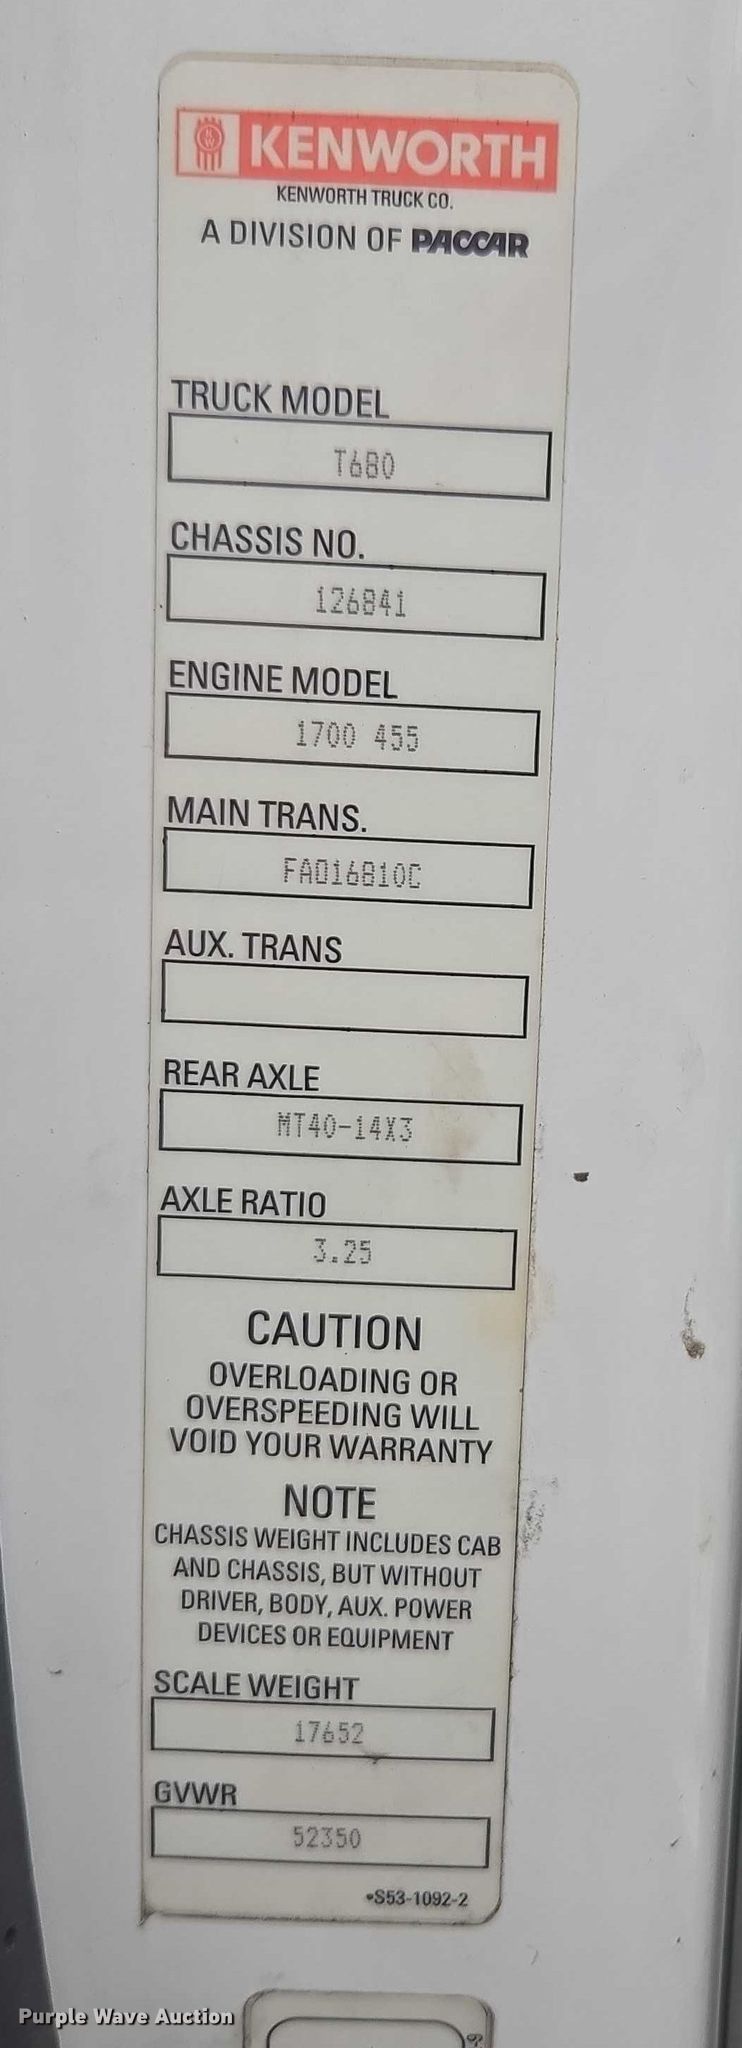 KENWORTH
KENWORTH TRUCK CO.
A DIVISION OF PACCAR
TRUCK MODEL
T680
CHASSIS NO.
126841
ENGINE MODEL
1700 455
MAIN TRANS.
FAO16810C
AUX. TRANS
REAR AXLE
MT40-14X3
AXLE RATIO
3.25
CAUTION
OVERLOADING OR
OVERSPEEDING WILL
VOID YOUR WARRANTY
NOTE
CHASSIS WEIGHT INCLUDES CAB
AND CHASSIS, BUT WITHOUT
DRIVER, BODY, AUX. POWER
DEVICES OR EQUIPMENT
SCALE WEIGHT
17652
GVWR
52350
•S53-1092-2
Purple Wave Auction